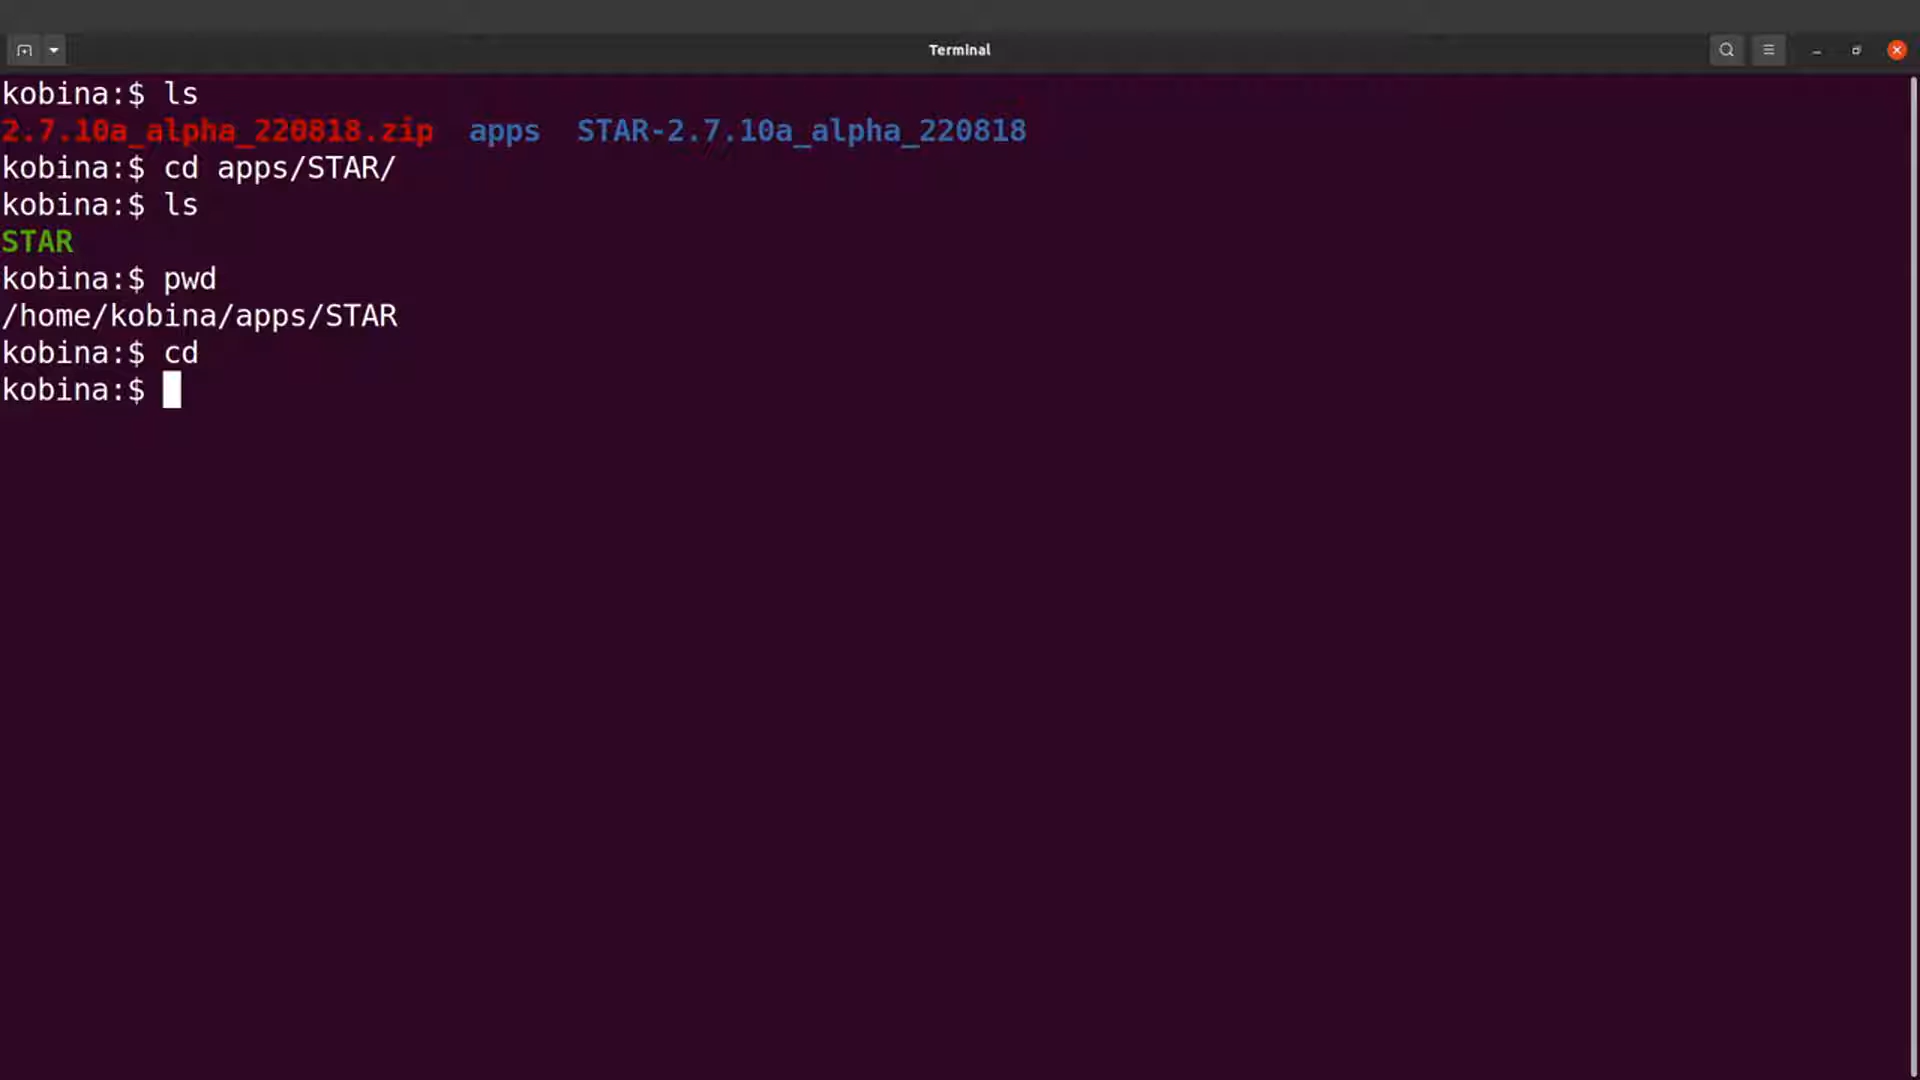 Terminal
kobina:$ ls
2.7.10a_alpha_220818.zip  apps  STAR-2.7.10a_alpha_220818
kobina:$ cd apps/STAR/
kobina:$ ls
STAR
kobina:$ pwd
/home/kobina/apps/STAR
kobina:$ cd
kobina:$